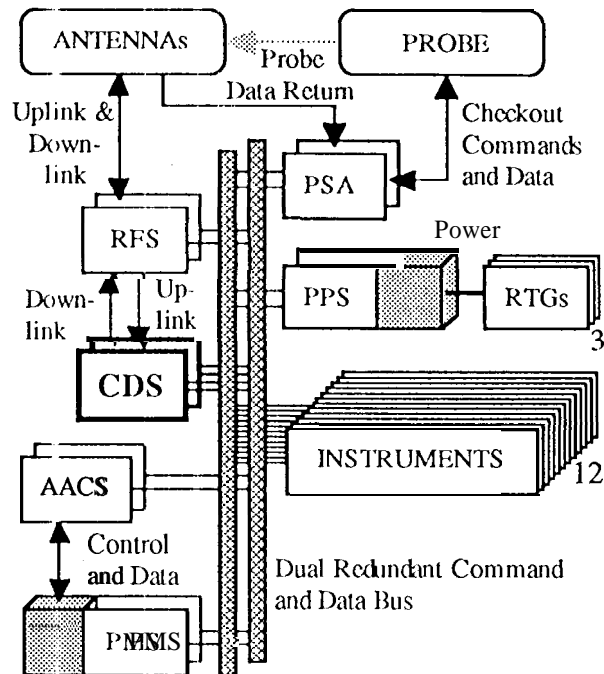 ANTENNAs
PROBE
Probe
Data Return
Uplink &
Down-
link
Checkout
Commands
and Data
PSA
RFS
Power
PPS
RTGs
3
Down-
link
Up-
link
CDS
INSTRUMENTS
12
AACS
Control
and Data
Dual Redundant Command
and Data Bus
PMS